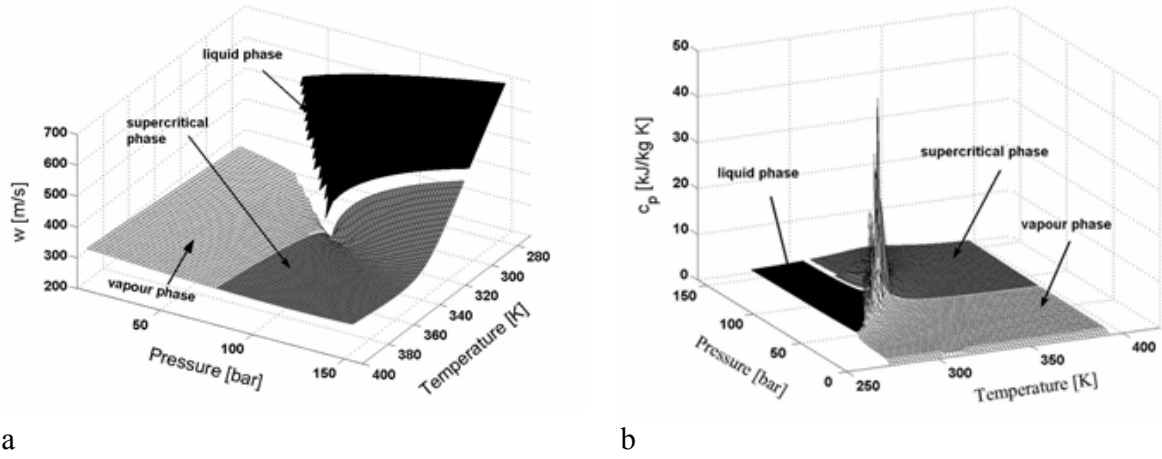 liquid phase
supercritical
phase
700
600
500
400
300
200
w [m/s]
vapour phase
50
100
150
Pressure [bar]
280
300
320
340
360
380
400
Temperature [K]
a
50
40
30
20
10
0
c_p [kJ/kg K]
liquid phase
supercritical phase
vapour phase
150
100
50
0
Pressure [bar]
250
300
350
400
Temperature [K]
b